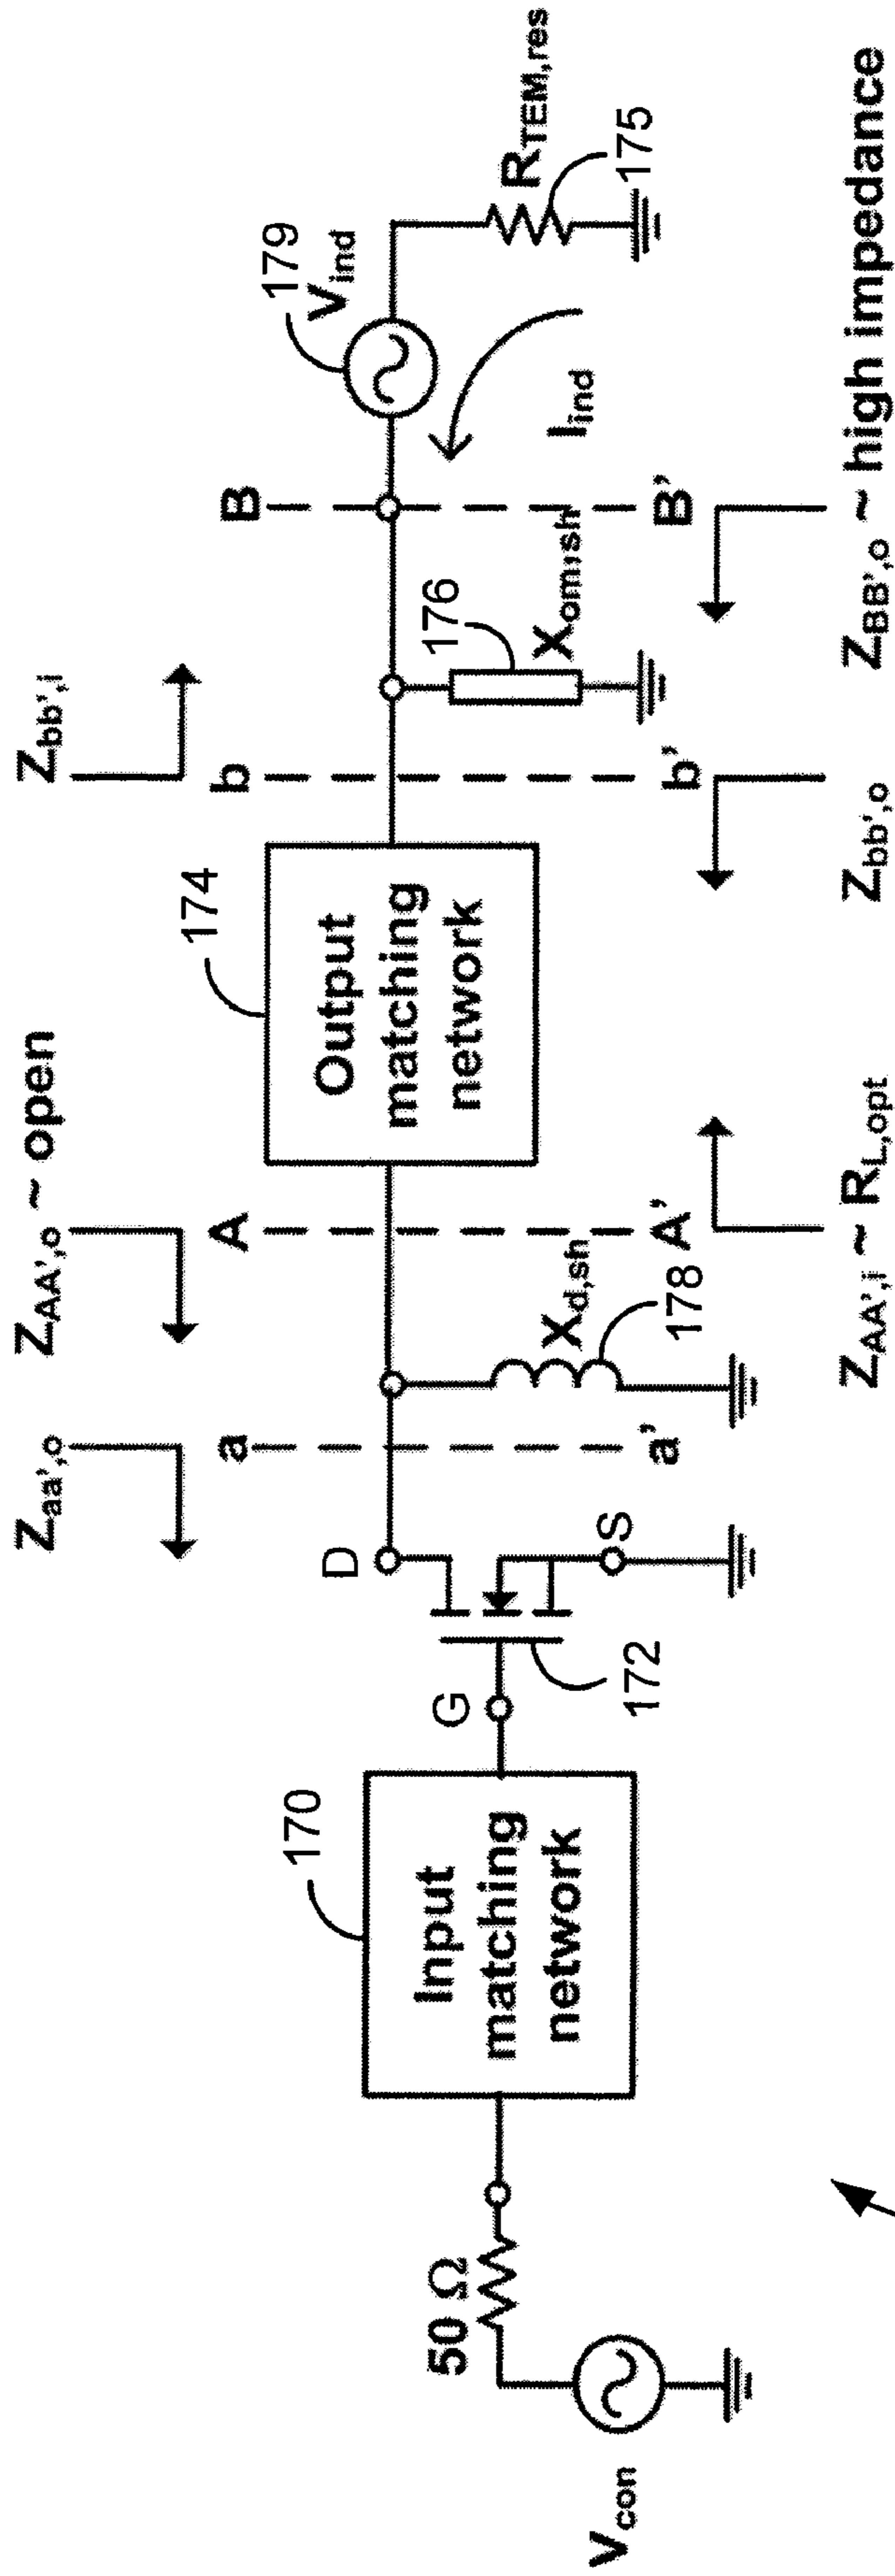 V_con
50 Ω
170
Input
matching
network
G
172
D
S
Z_aa',o
a
a'
X_d,sh
178
Z_AA',o ~ open
A
A'
Z_AA',i ~ R_L,opt
174
Output
matching
network
Z_bb',i
b
b'
Z_bb',o
176
X_om,sh
B
B'
Z_BB',o ~ high impedance
I_ind
179
V_ind
R_TEM,res
175